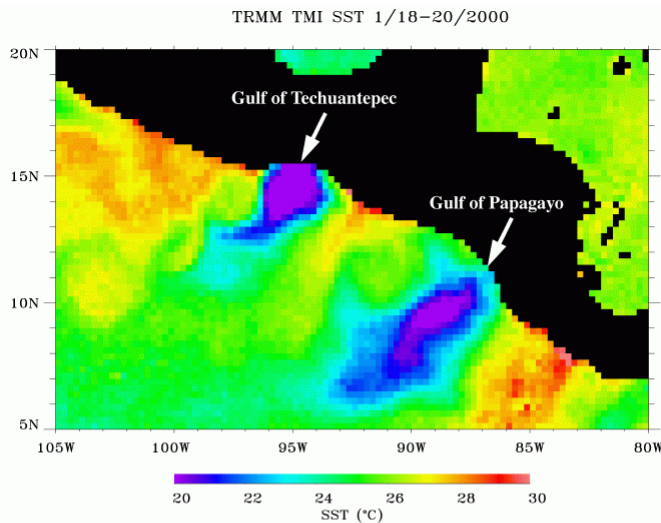 TRMM TMI SST 1/18-20/2000
20N
Gulf of Techuantepec
15N
Gulf of Papagayo
10N
5N
105W 100W 95W 90W 85W 80W
20 22 24 26 28 30
SST (°C)